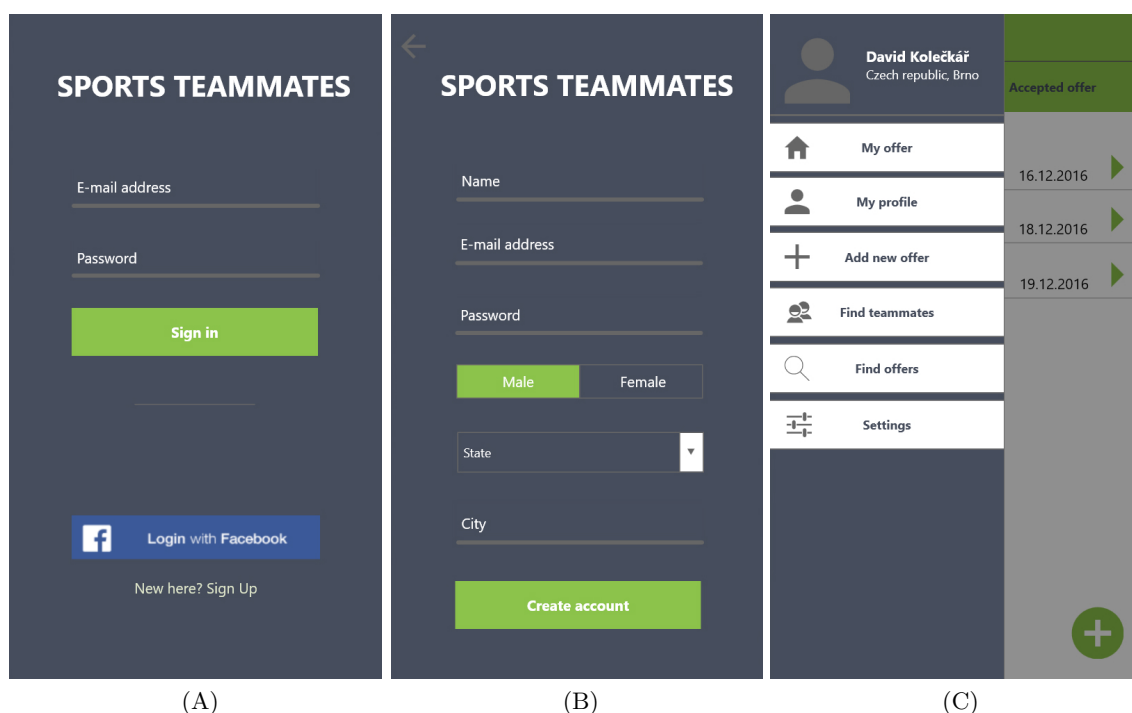 SPORTS TEAMMATES
E-mail address
Password
Sign in
Login with Facebook
New here? Sign Up
(A)
SPORTS TEAMMATES
Name
E-mail address
Password
Male Female
State
City
Create account
(B)
David Kolečkář
Czech republic, Brno
My offer
My profile
Add new offer
Find teammates
Find offers
Settings
Accepted offer
16.12.2016
18.12.2016
19.12.2016
(C)